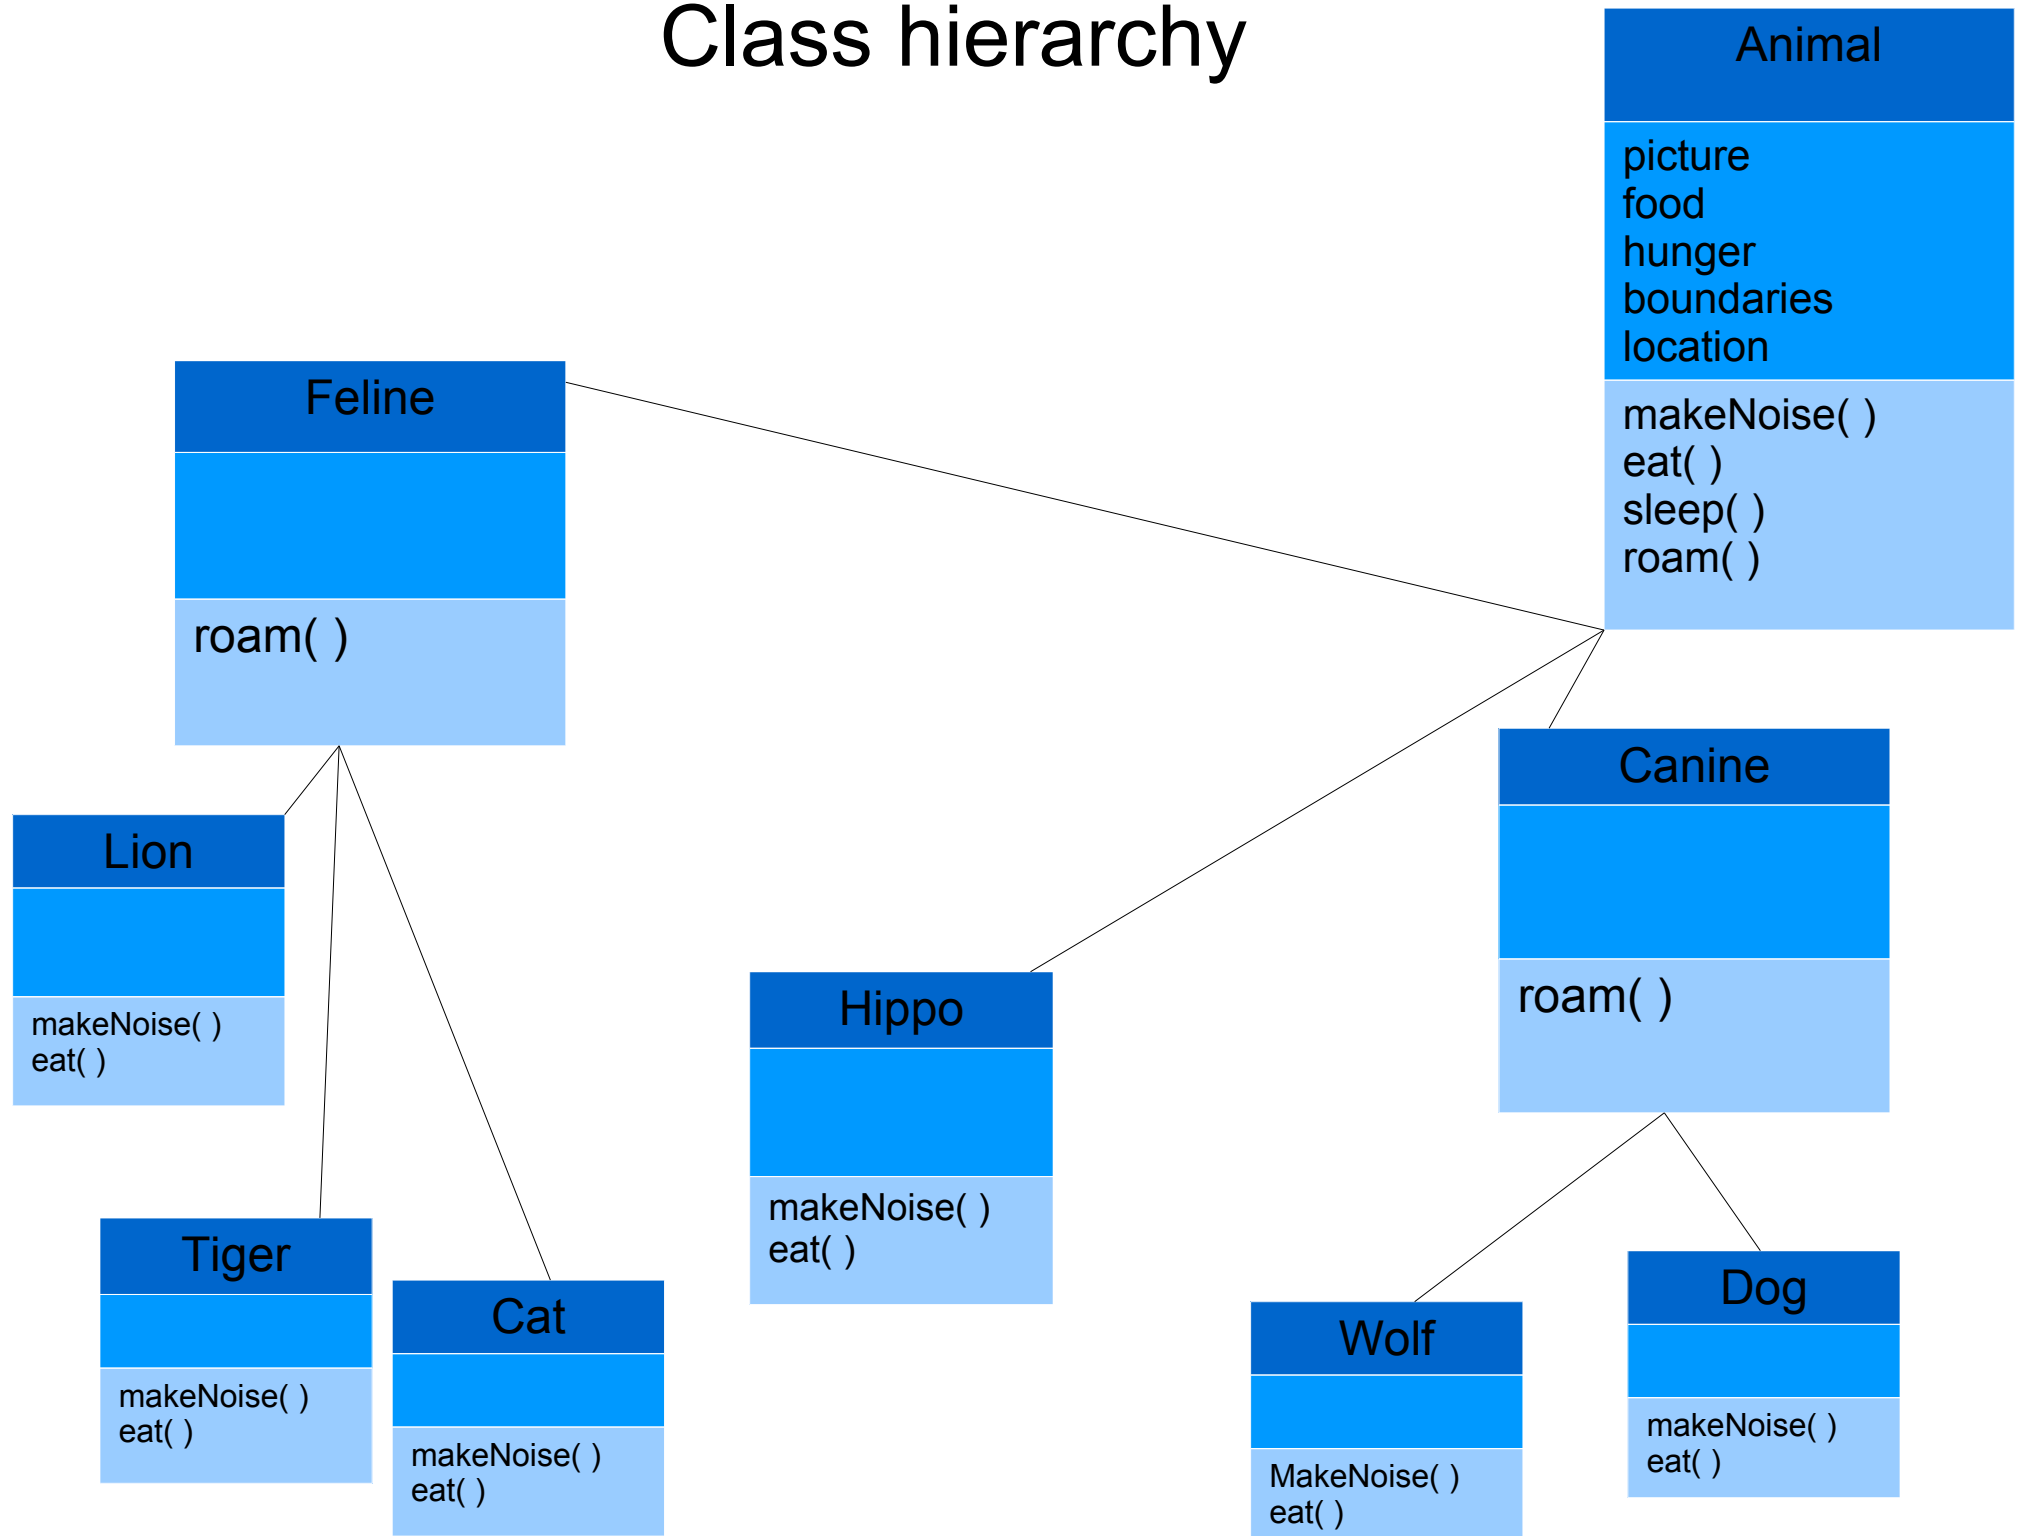 Class hierarchy
Animal
picture
food
hunger
boundaries
location
makeNoise( )
eat( )
sleep( )
roam( )
Feline
roam( )
Canine
roam( )
Lion
makeNoise( )
eat( )
Hippo
makeNoise( )
eat( )
Tiger
makeNoise( )
eat( )
Cat
makeNoise( )
eat( )
Wolf
MakeNoise( )
eat( )
Dog
makeNoise( )
eat( )